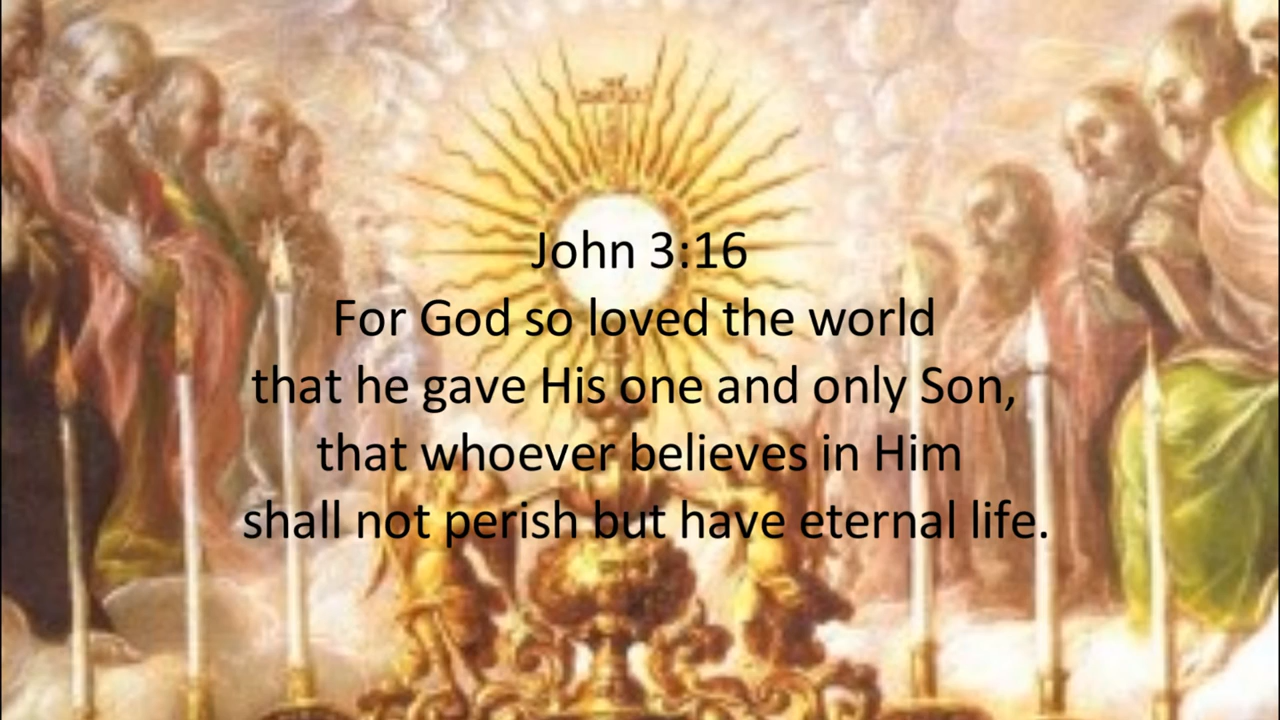 John 3:16
For God so loved the world
that he gave His one and only Son,
that whoever believes in Him
shall not perish but have eternal life.